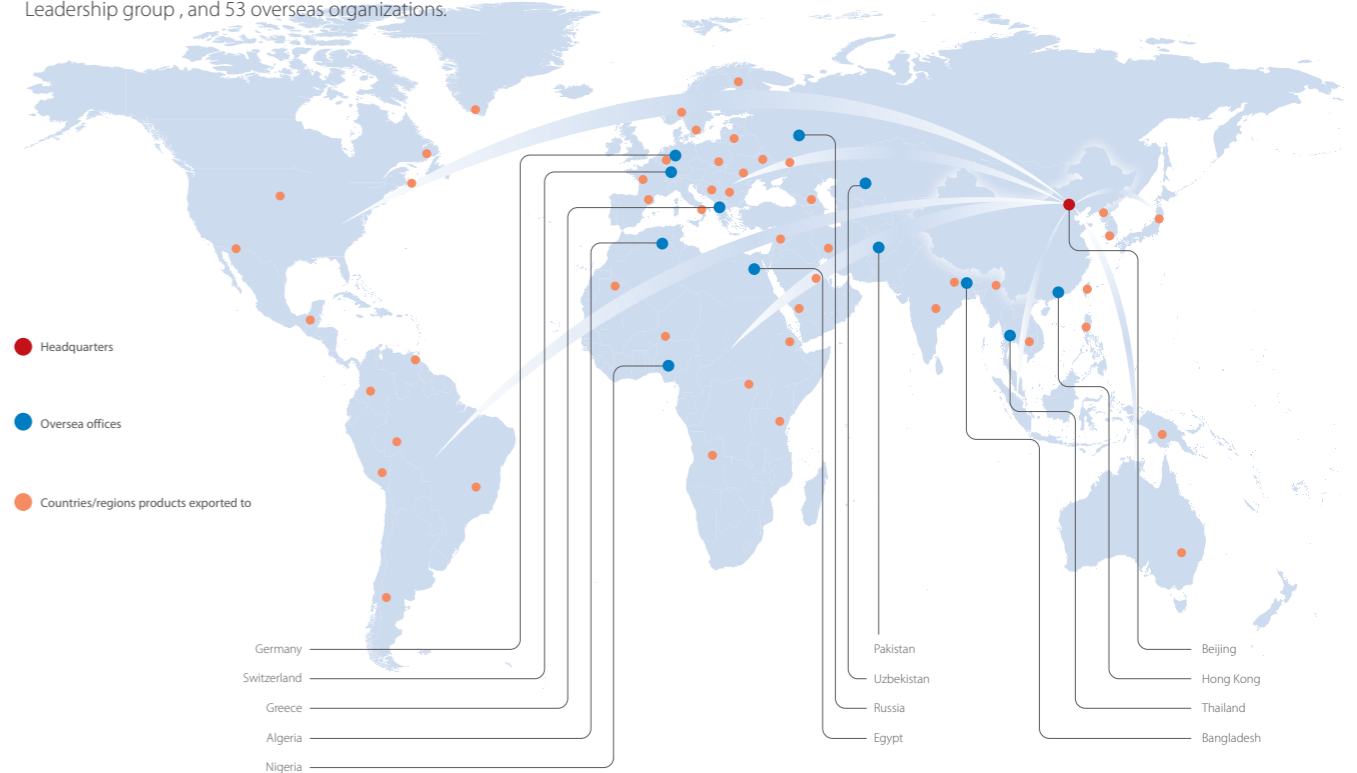 Leadership group , and 53 overseas organizations.
Headquarters
Oversea offices
Countries/regions products exported to
Germany
Switzerland
Greece
Algeria
Nigeria
Pakistan
Uzbekistan
Russia
Egypt
Beijing
Hong Kong
Thailand
Bangladesh